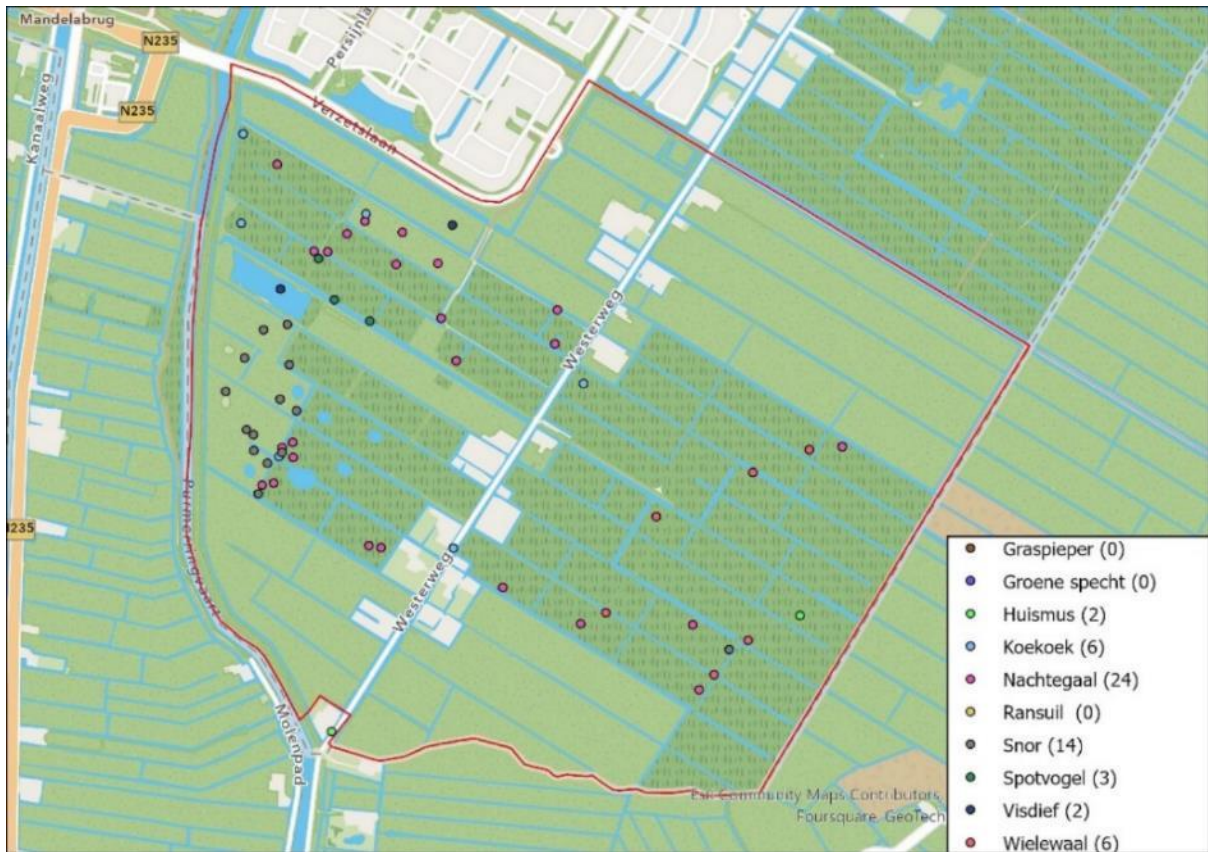 Mandelabrug
N235
N235
Kanaalweg
Persijnla
Verzetslaan
Westerweg
Westerweg
Purmerringvaart
N235
Molenpad
Esri Community Maps Contributors,
Foursquare, GeoTech
Graspieper (0)
Groene specht (0)
Huismus (2)
Koekoek (6)
Nachtegaal (24)
Ransuil (0)
Snor (14)
Spotvogel (3)
Visdief (2)
Wielewaal (6)